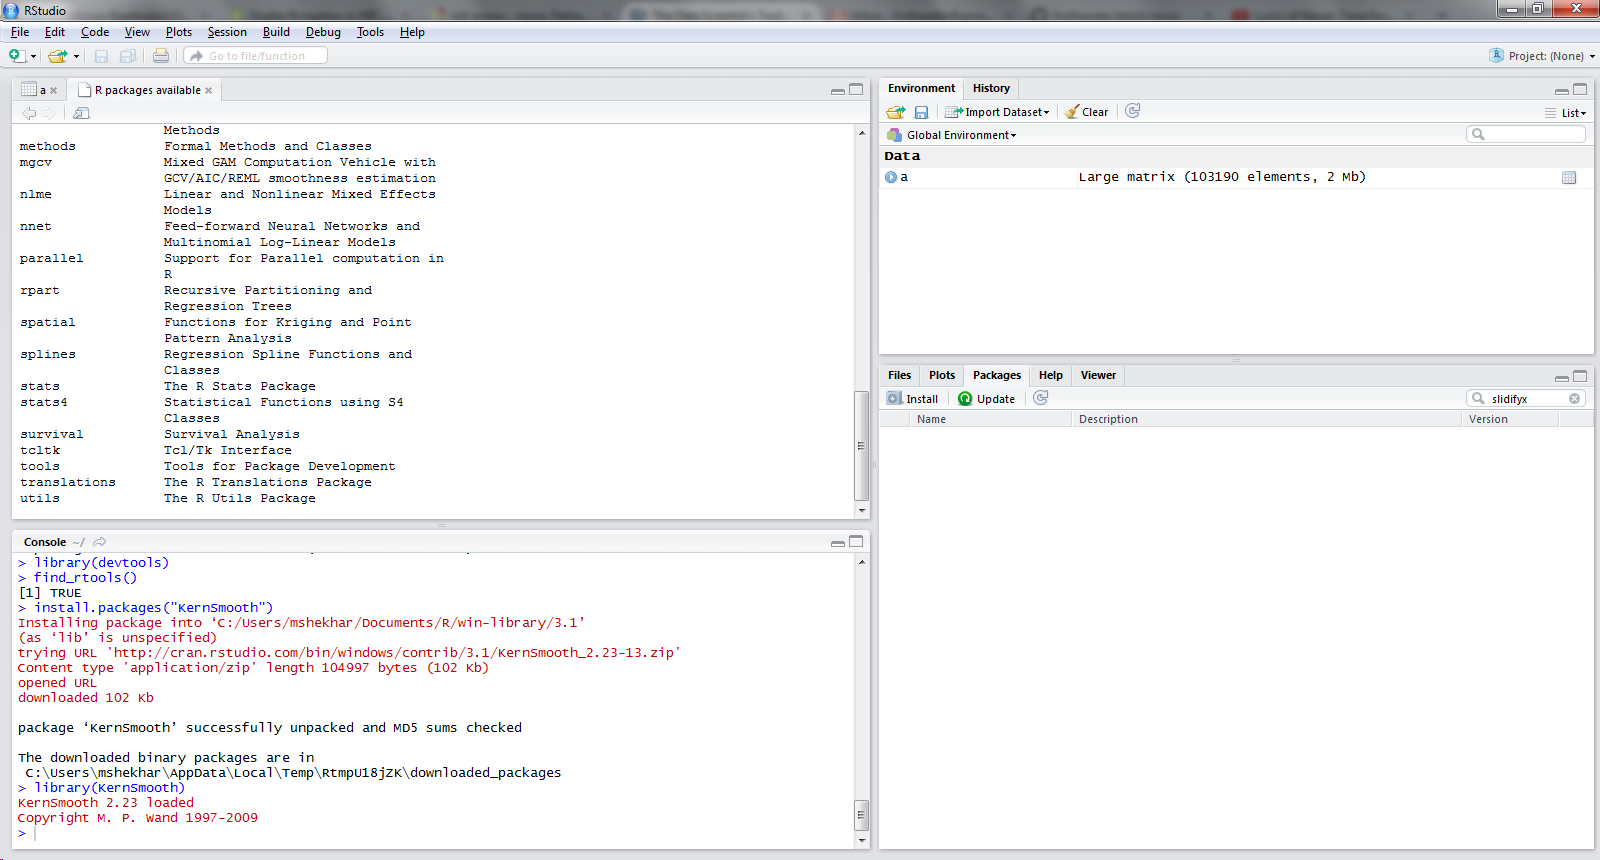 RStudio
File Edit Code View Plots Session Build Debug Tools Help
Go to file/function
Project: (None)
a
R packages available
Methods
methods Formal Methods and Classes
mgcv Mixed GAM Computation Vehicle with
GCV/AIC/REML smoothness estimation
nlme Linear and Nonlinear Mixed Effects
Models
nnet Feed-forward Neural Networks and
Multinomial Log-Linear Models
parallel Support for Parallel computation in
R
rpart Recursive Partitioning and
Regression Trees
spatial Functions for Kriging and Point
Pattern Analysis
splines Regression Spline Functions and
Classes
stats The R Stats Package
stats4 Statistical Functions using S4
Classes
survival Survival Analysis
tcltk Tcl/Tk Interface
tools Tools for Package Development
translations The R Translations Package
utils The R Utils Package
Console ~/
> library(devtools)
> find_rtools()
[1] TRUE
> install.packages("KernSmooth")
Installing package into ‘C:/Users/mshekhar/Documents/R/win-library/3.1’
(as ‘lib’ is unspecified)
trying URL 'http://cran.rstudio.com/bin/windows/contrib/3.1/KernSmooth_2.23-13.zip'
Content type 'application/zip' length 104997 bytes (102 Kb)
opened URL
downloaded 102 Kb
package ‘KernSmooth’ successfully unpacked and MD5 sums checked
The downloaded binary packages are in
C:\Users\mshekhar\AppData\Local\Temp\RtmpU18jZK\downloaded_packages
> library(KernSmooth)
KernSmooth 2.23 loaded
Copyright M. P. Wand 1997-2009
>
Environment History
Import Dataset Clear List
Global Environment
Data
a Large matrix (103190 elements, 2 Mb)
Files Plots Packages Help Viewer
Install Update slidifyx
Name Description Version